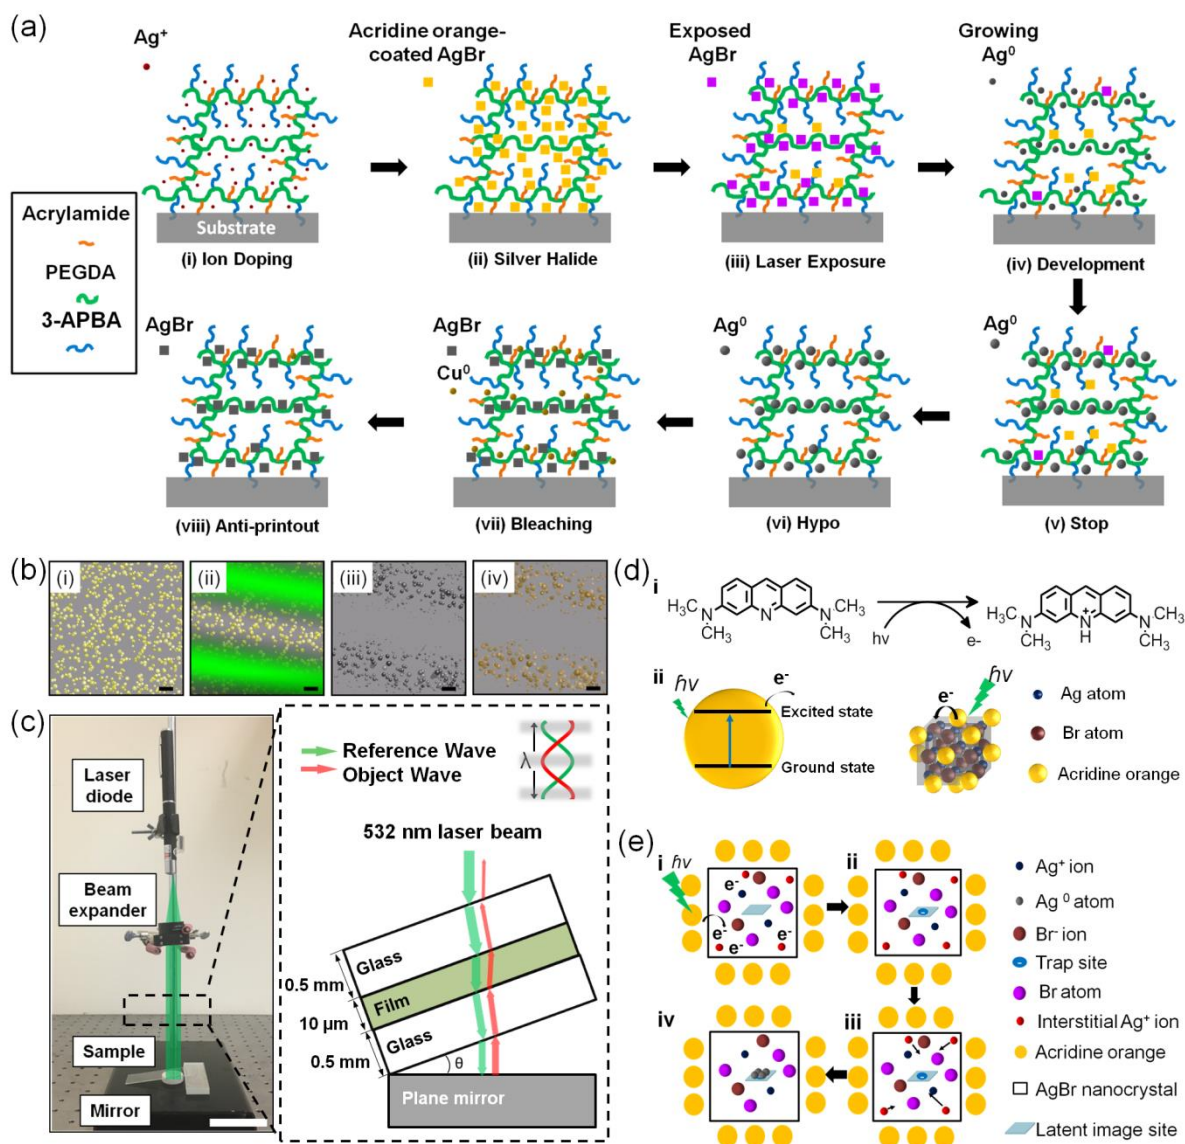 (a)
Ag⁺
Acridine orange-
coated AgBr
Exposed
AgBr
Growing
Ag⁰
Substrate
(i) Ion Doping
(ii) Silver Halide
(iii) Laser Exposure
(iv) Development
Acrylamide
PEGDA
3-APBA
AgBr
AgBr
Cu⁰
Ag⁰
Ag⁰
(viii) Anti-printout
(vii) Bleaching
(vi) Hypo
(v) Stop
(b)
(i)
(ii)
(iii)
(iv)
(c)
Laser
diode
Beam
expander
Sample
Mirror
Reference Wave
Object Wave
λ
532 nm laser beam
Glass
0.5 mm
Film
10 µm
Glass
0.5 mm
θ
Plane mirror
(d)
i
H3C
N
CH3
N
CH3
N
CH3
hν
e-
H3C
N
CH3
N
H
CH3
N
CH3
ii
hν
e-
Excited state
Ground state
e-
hν
Ag atom
Br atom
Acridine orange
(e)
i
hν
e-
e-
e-
e-
ii
iii
iv
Ag⁺ ion
Ag ⁰ atom
Br⁻ ion
Trap site
Br atom
Interstitial Ag⁺ ion
Acridine orange
AgBr nanocrystal
Latent image site